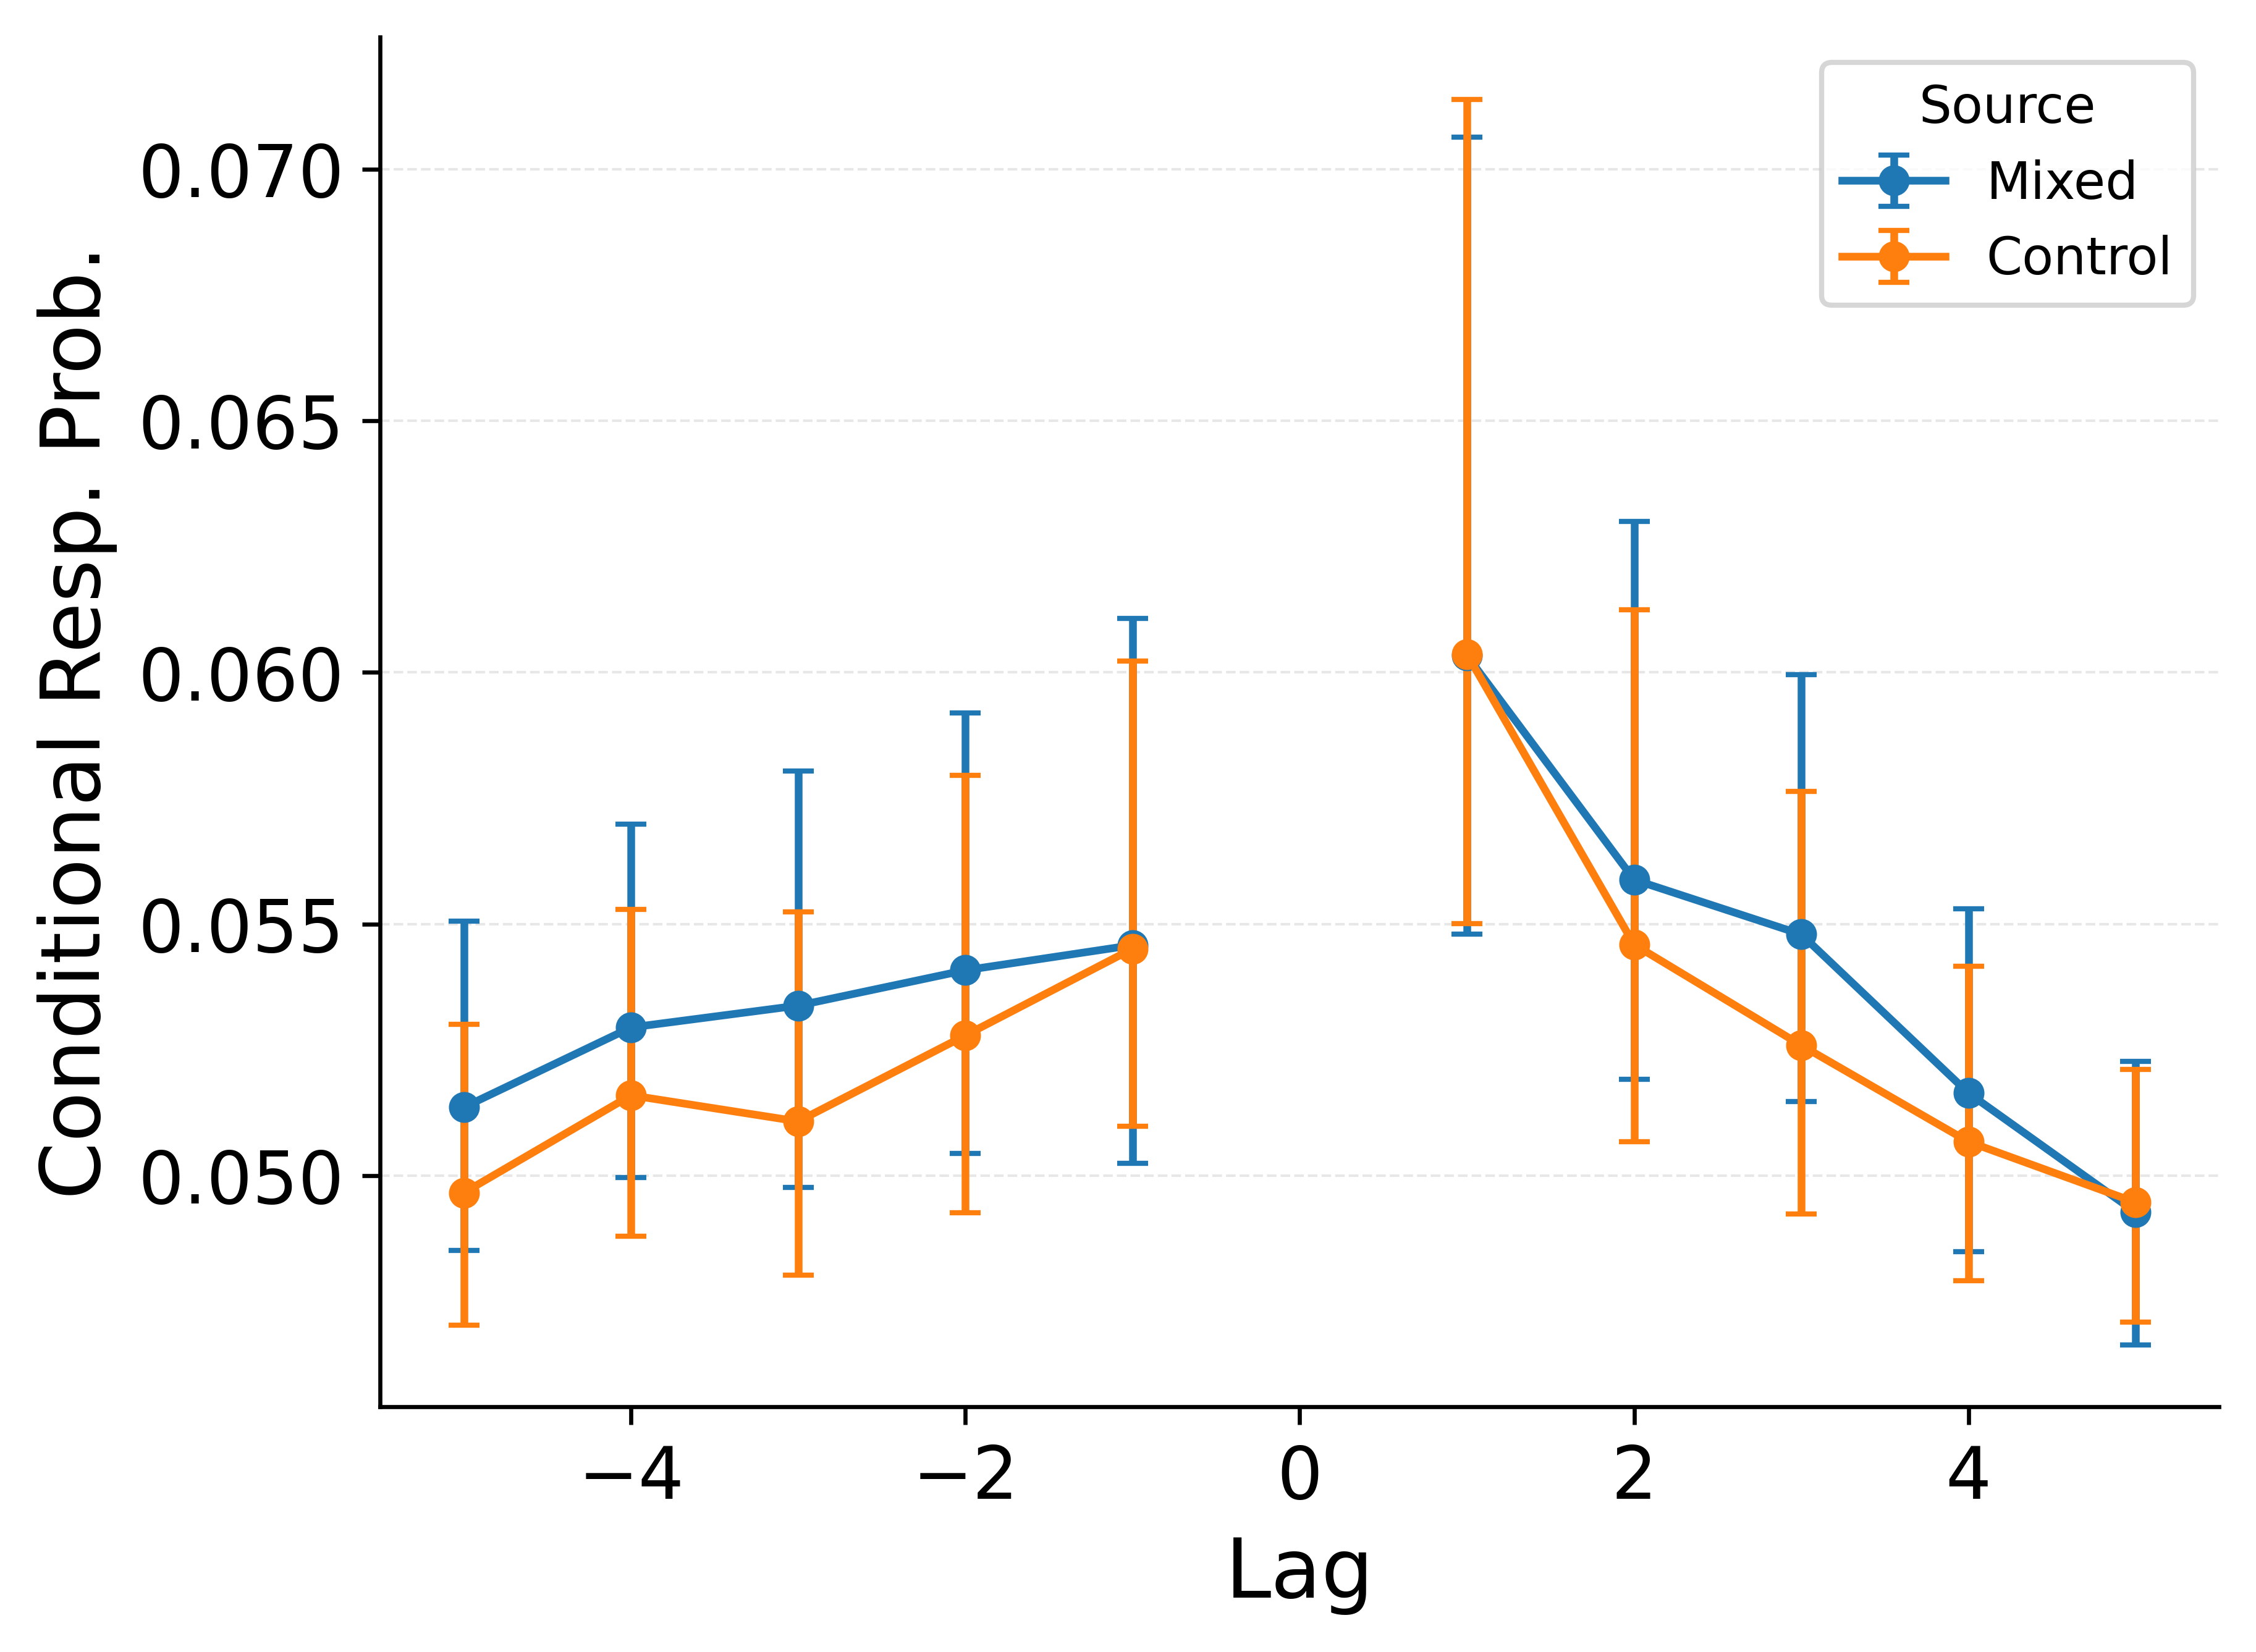 Source
Mixed
Control
0.070
0.065
0.060
0.055
0.050
Conditional Resp. Prob.
−4 −2 0 2 4
Lag